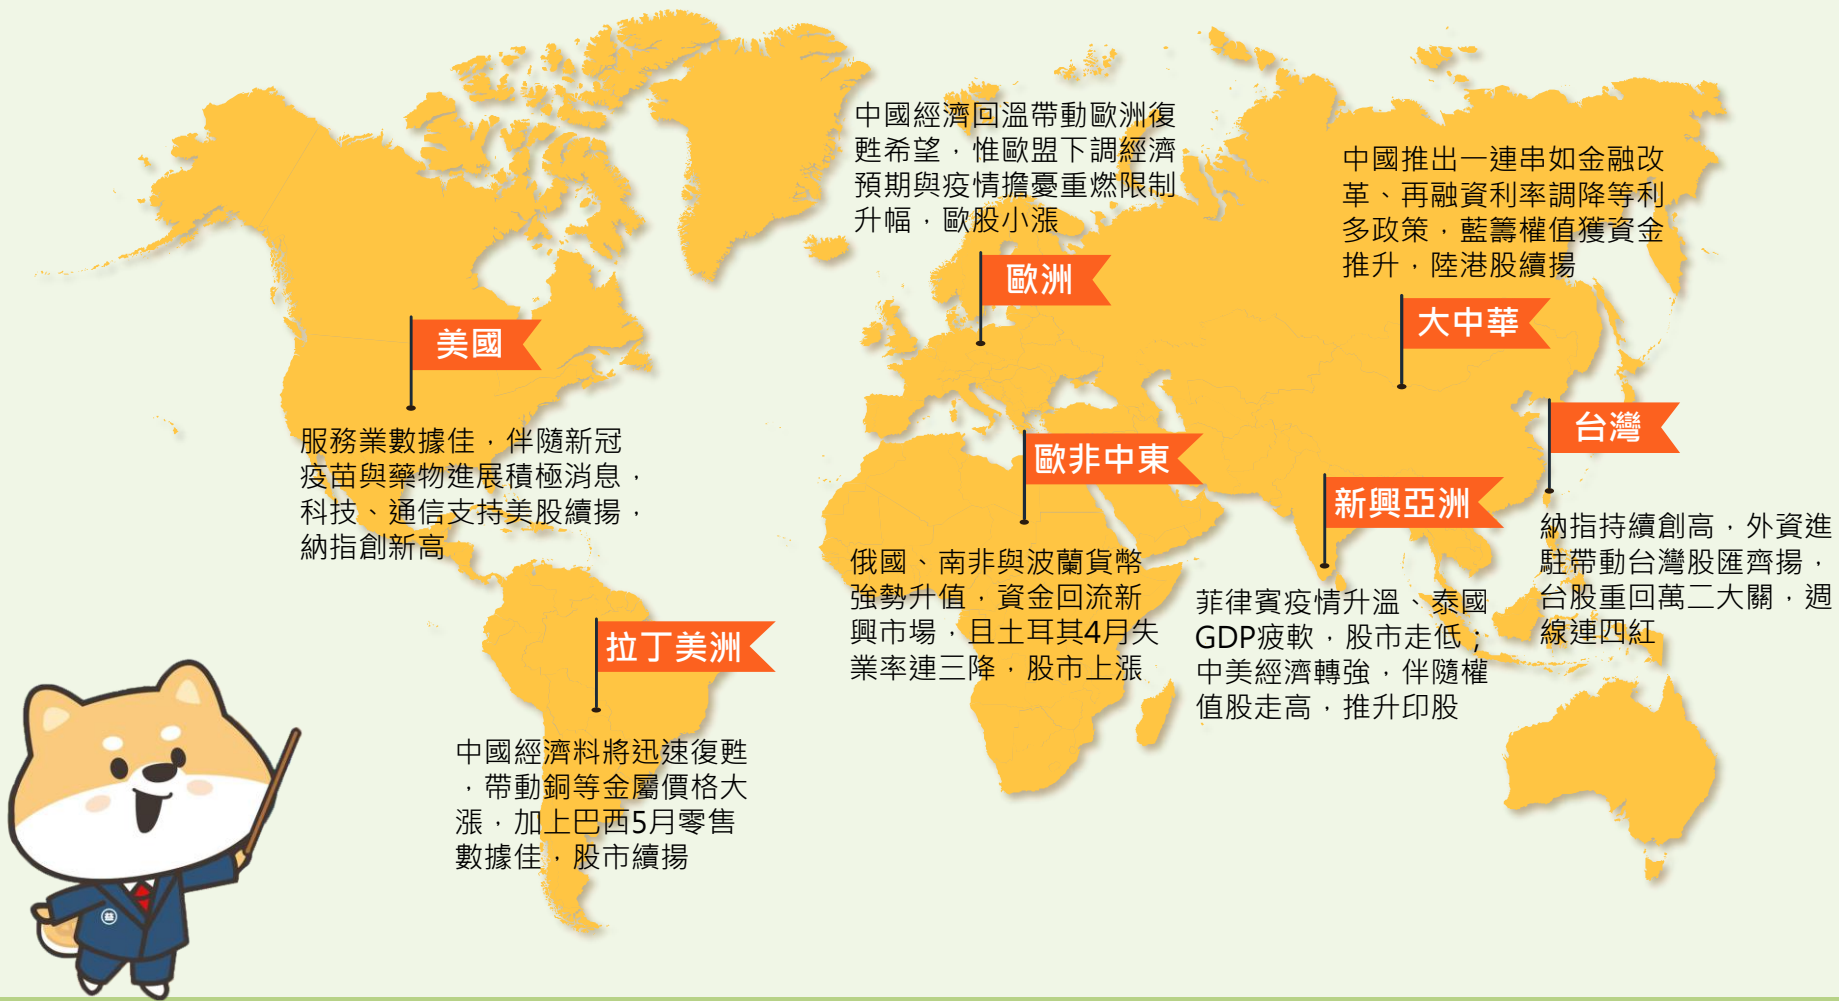 中國經濟回溫帶動歐洲復
甦希望，惟歐盟下調經濟
預期與疫情擔憂重燃限制
升幅，歐股小漲
歐洲
中國推出一連串如金融改
革、再融資利率調降等利
多政策，藍籌權值獲資金
推升，陸港股續揚
大中華
美國
服務業數據佳，伴隨新冠
疫苗與藥物進展積極消息，
科技、通信支持美股續揚，
納指創新高
歐非中東
俄國、南非與波蘭貨幣
強勢升值，資金回流新
興市場，且土耳其4月失
業率連三降，股市上漲
新興亞洲
菲律賓疫情升溫、泰國
GDP疲軟，股市走低；
中美經濟轉強，伴隨權
值股走高，推升印股
台灣
納指持續創高，外資進
駐帶動台灣股匯齊揚，
台股重回萬二大關，週
線連四紅
拉丁美洲
中國經濟料將迅速復甦
，帶動銅等金屬價格大
漲，加上巴西5月零售
數據佳，股市續揚